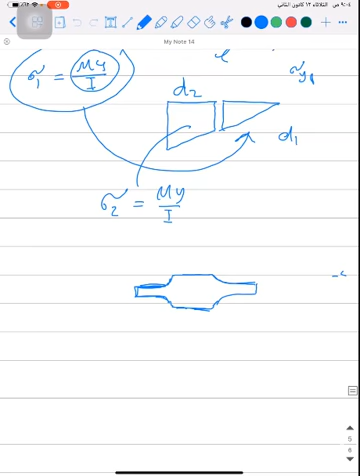 ٩:٠٤ ص الثلاثاء ١٢ كانون الثاني
My Note 14
σ₁ = My/I
d₂
d₁
σ₂ = My/I
5
6